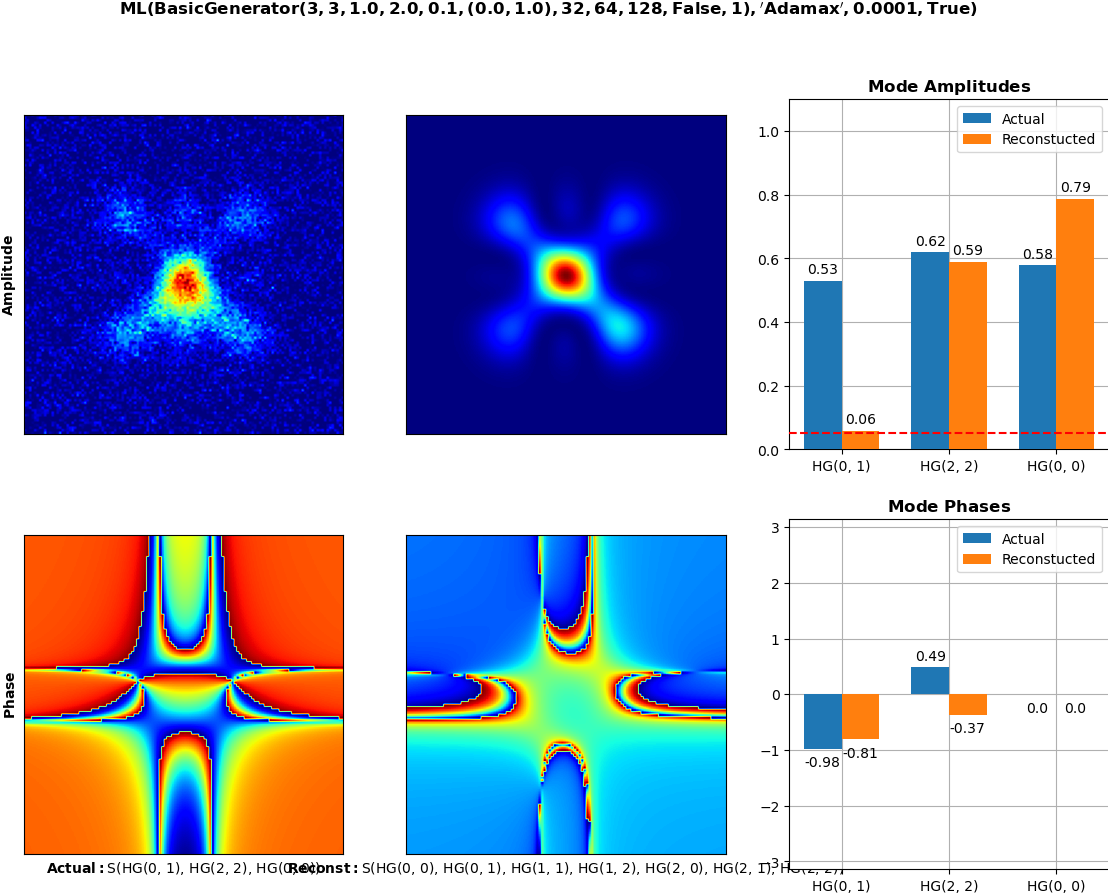 ML(BasicGenerator(3, 3, 1.0, 2.0, 0.1, (0.0, 1.0), 32, 64, 128, False, 1), ′Adamax′, 0.0001, True)
Mode Amplitudes
Amplitude
1.0
0.8
0.6
0.4
0.2
0.0
Actual
Reconstucted
0.53
0.06
0.62
0.59
0.58
0.79
HG(0, 1)
HG(2, 2)
HG(0, 0)
Mode Phases
Phase
3
2
1
0
−1
−2
−3
Actual
Reconstucted
-0.98
-0.81
0.49
-0.37
0.0
0.0
HG(0, 1)
HG(2, 2)
HG(0, 0)
Actual: S(HG(0, 1), HG(2, 2), HG(0, 0))
Reconst: S(HG(0, 0), HG(0, 1), HG(1, 1), HG(1, 2), HG(2, 0), HG(2, 1), HG(2, 2))